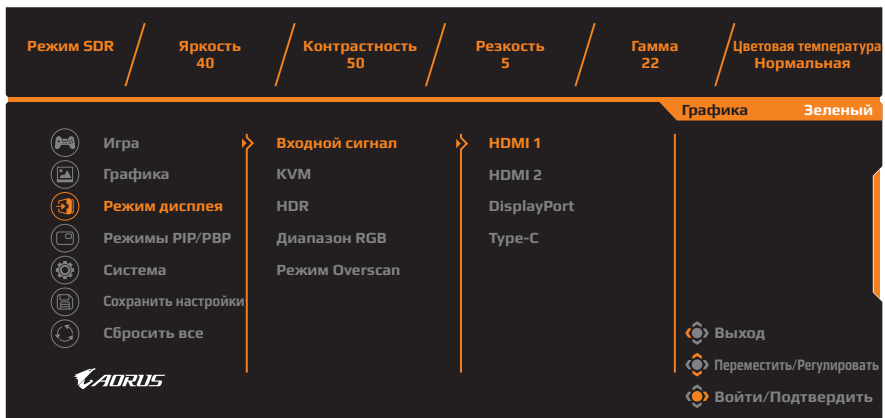 Режим SDR Яркость Контрастность Резкость Гамма Цветовая температура
40 50 5 22 Нормальная
Графика Зеленый
Игра Входной сигнал HDMI 1
Графика KVM HDMI 2
Режим дисплея HDR DisplayPort
Режимы PIP/PBP Диапазон RGB Type-C
Система Режим Overscan
Сохранить настройки
Сбросить все Выход
Переместить/Регулировать
AORUS Войти/Подтвердить